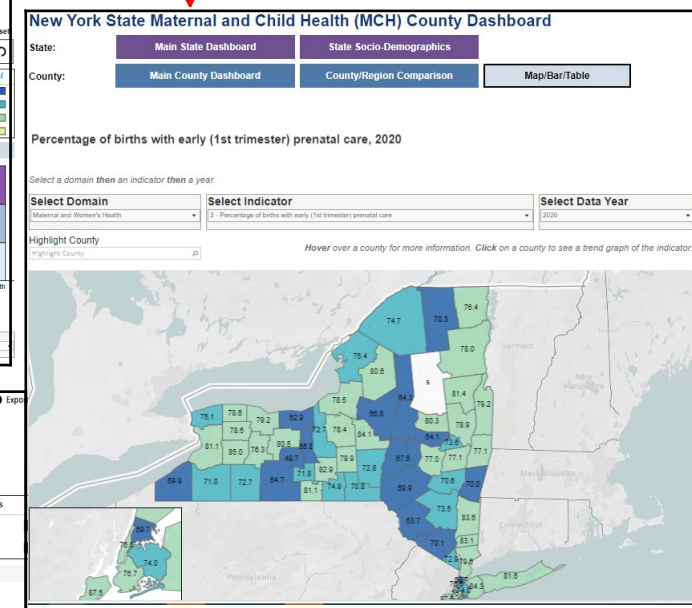 New York State Maternal and Child Health (MCH) County Dashboard
State:
Main State Dashboard
State Socio-Demographics
County:
Main County Dashboard
County/Region Comparison
Map/Bar/Table
Percentage of births with early (1st trimester) prenatal care, 2020
Select a domain then an indicator then a year.
Select Domain
Select Indicator
Select Data Year
Maternal and Women's Health
2 - Percentage of births with early (1st trimester) prenatal care
2020
Highlight County
Highlight County
Hover over a county for more information. Click on a county to see a trend graph of the indicator.
76.4
74.7
70.3
78.0
Vermont
75.4
80.6
s
New Hampshire
64.3
81.4
79.2
78.5
66.8
80.3
78.9
75.1
78.6
79.2
62.9
78.6
78.4
84.1
64.1
73.5
81.1
86.0
76.3
80.5
67.5
77.0
77.1
77.1
49.7
79.9
72.8
Massachusetts
69.9
71.0
72.7
64.7
71.8
82.9
81.1
74.9
70.8
69.9
70.6
70.0
73.5
83.6
63.7
Connecticut
70.1
83.1
72.9
79.6
69.7
74.0
76.7
87.6
Pennsylvania
81.6
84.3
Expor